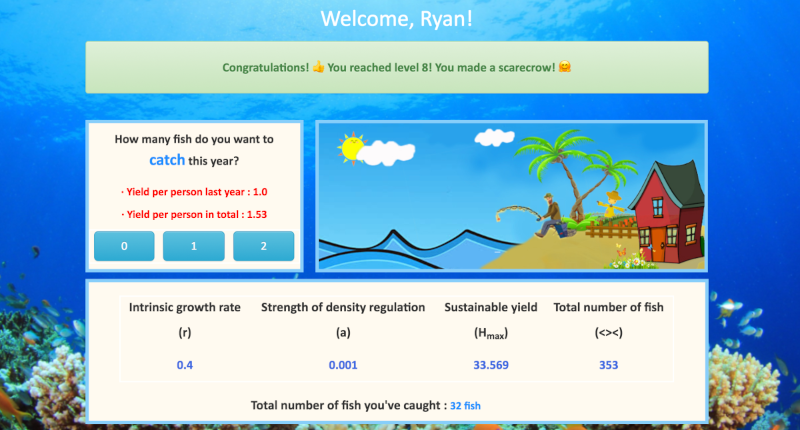 Welcome, Ryan!
Congratulations! 👍 You reached level 8! You made a scarecrow! 🤗
How many fish do you want to
catch this year?
· Yield per person last year : 1.0
· Yield per person in total : 1.53
0 1 2
Intrinsic growth rate Strength of density regulation Sustainable yield Total number of fish
(r) (a) (Hmax) (<><)
0.4 0.001 33.569 353
Total number of fish you've caught : 32 fish